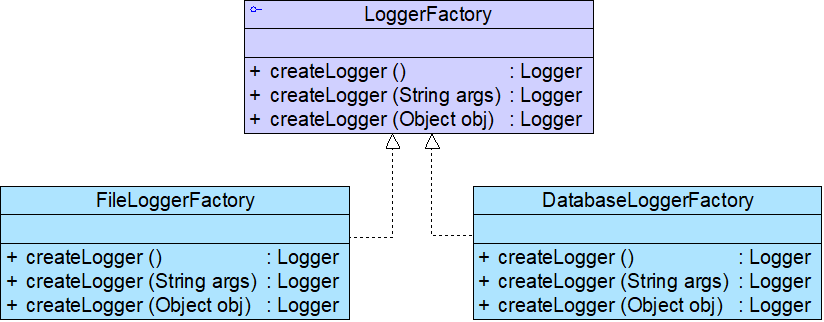 LoggerFactory
+ createLogger () : Logger
+ createLogger (String args) : Logger
+ createLogger (Object obj) : Logger
FileLoggerFactory
+ createLogger () : Logger
+ createLogger (String args) : Logger
+ createLogger (Object obj) : Logger
DatabaseLoggerFactory
+ createLogger () : Logger
+ createLogger (String args) : Logger
+ createLogger (Object obj) : Logger